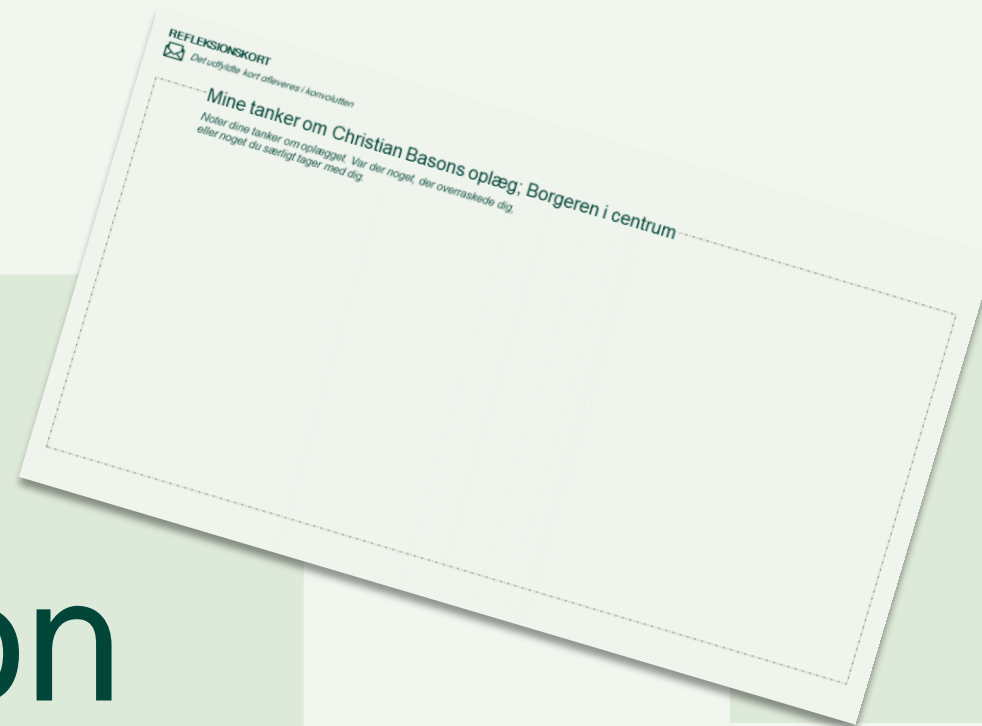 REFLEKSIONSKORT
Det udfyldte kort afleveres i konvolutten
Mine tanker om Christian Basons oplæg; Borgeren i centrum
Noter dine tanker om oplægget. Var der noget, der overraskede dig,
eller noget du særligt tager med dig.
on